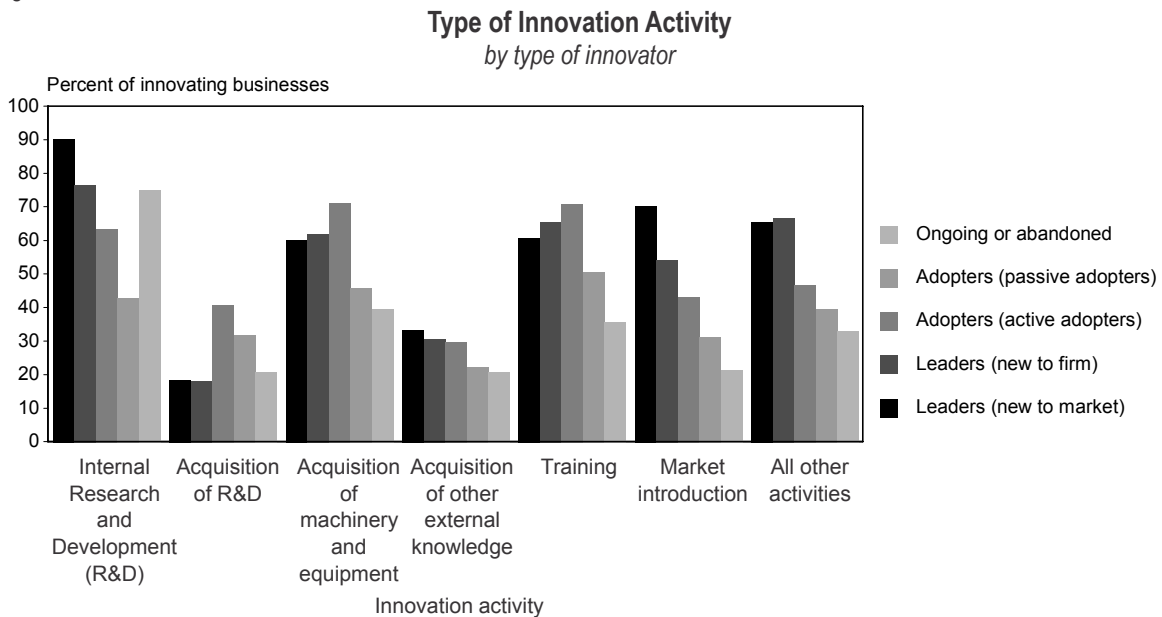 Type of Innovation Activity
by type of innovator
Percent of innovating businesses
100
90
80
70
60
50
40
30
20
10
0
Internal
Research
and
Development
(R&D)
Acquisition
of R&D
Acquisition
of
machinery
and
equipment
Acquisition
of other
external
knowledge
Training
Market
introduction
All other
activities
Innovation activity
Ongoing or abandoned
Adopters (passive adopters)
Adopters (active adopters)
Leaders (new to firm)
Leaders (new to market)